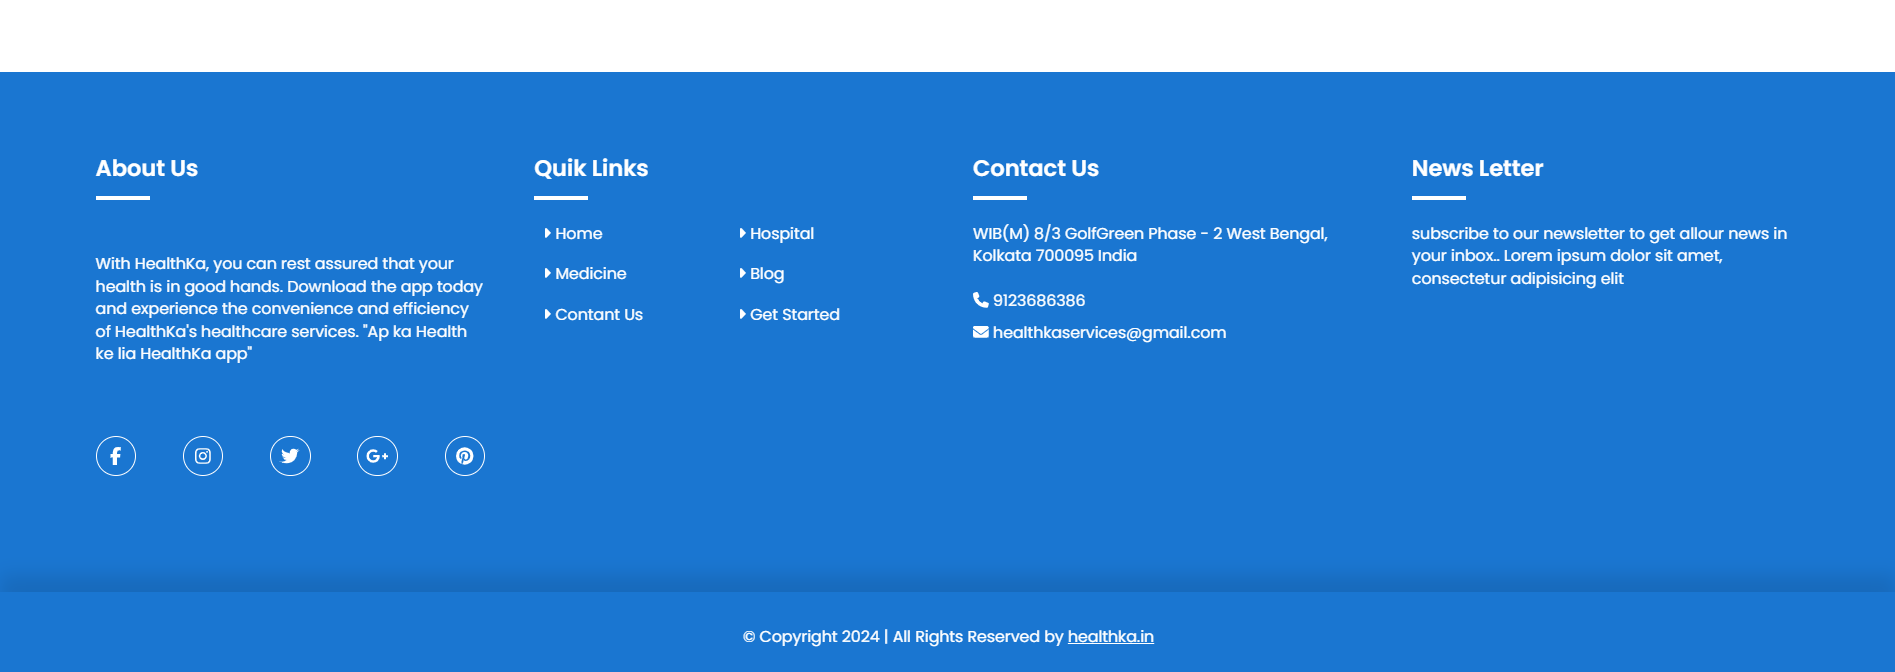 About Us
With HealthKa, you can rest assured that your
health is in good hands. Download the app today
and experience the convenience and efficiency
of HealthKa's healthcare services. "Ap ka Health
ke lia HealthKa app"
Quik Links
Home
Hospital
Medicine
Blog
Contant Us
Get Started
Contact Us
WIB(M) 8/3 GolfGreen Phase - 2 West Bengal,
Kolkata 700095 India
9123686386
healthkaservices@gmail.com
News Letter
subscribe to our newsletter to get allour news in
your inbox.. Lorem ipsum dolor sit amet,
consectetur adipisicing elit
© Copyright 2024 | All Rights Reserved by healthka.in